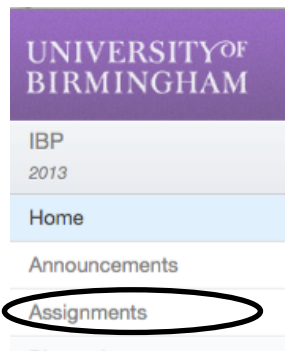 UNIVERSITY OF
BIRMINGHAM
IBP
2013
Home
Announcements
Assignments